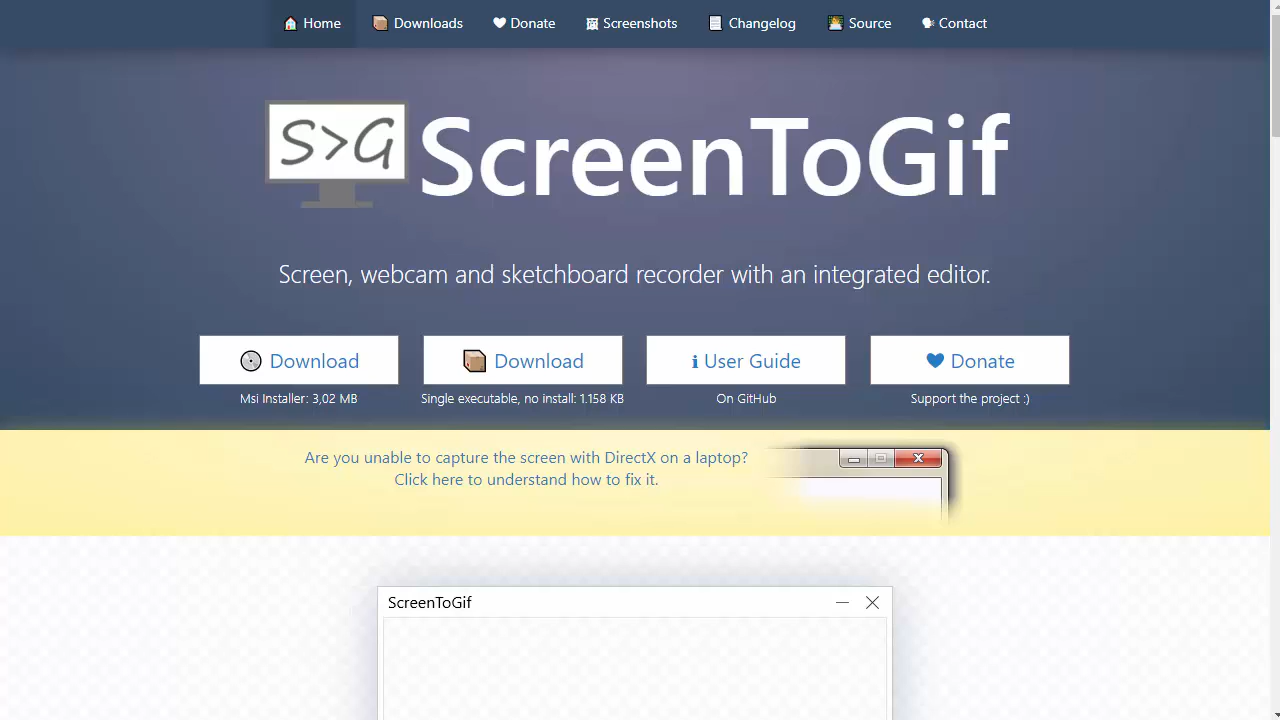 Home Downloads Donate Screenshots Changelog Source Contact
S>G ScreenToGif
Screen, webcam and sketchboard recorder with an integrated editor.
Download Download User Guide Donate
Msi Installer: 3,02 MB Single executable, no install: 1.158 KB On GitHub Support the project :)
Are you unable to capture the screen with DirectX on a laptop?
Click here to understand how to fix it.
ScreenToGif